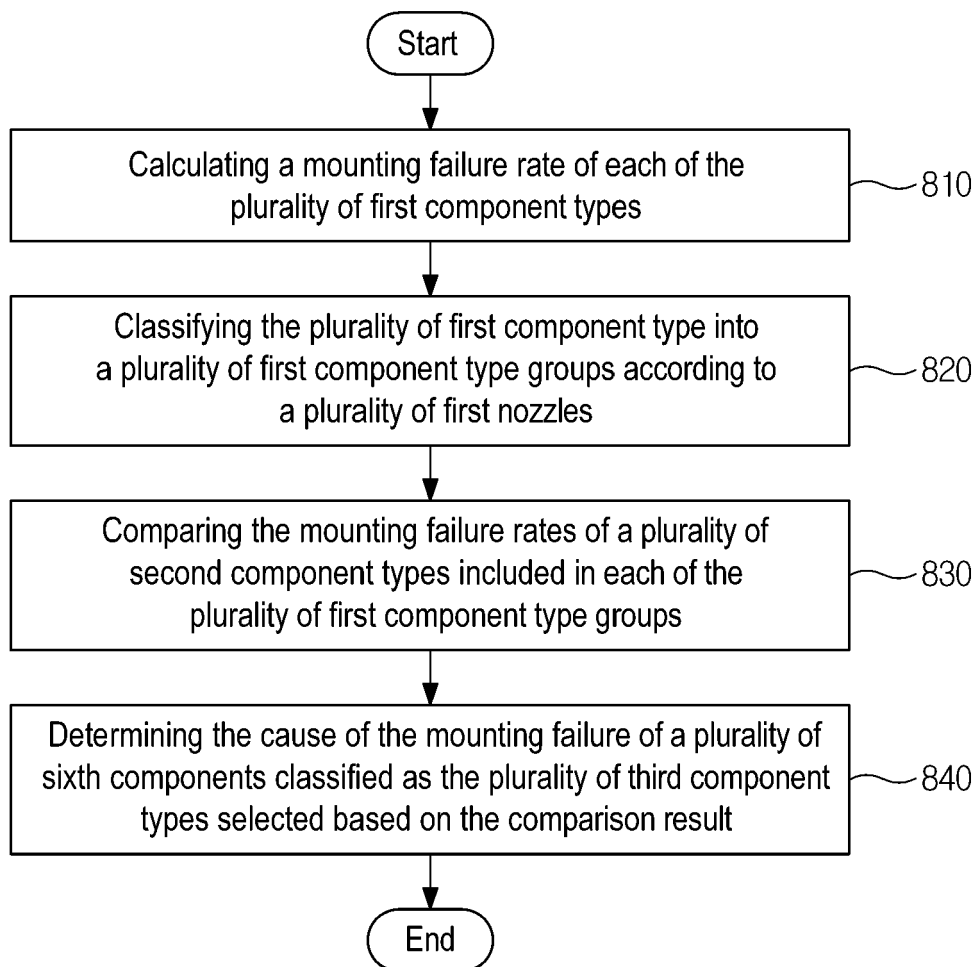 Start
Calculating a mounting failure rate of each of the
plurality of first component types
810
Classifying the plurality of first component type into
a plurality of first component type groups according to
a plurality of first nozzles
820
Comparing the mounting failure rates of a plurality of
second component types included in each of the
plurality of first component type groups
830
Determining the cause of the mounting failure of a plurality of
sixth components classified as the plurality of third component
types selected based on the comparison result
840
End